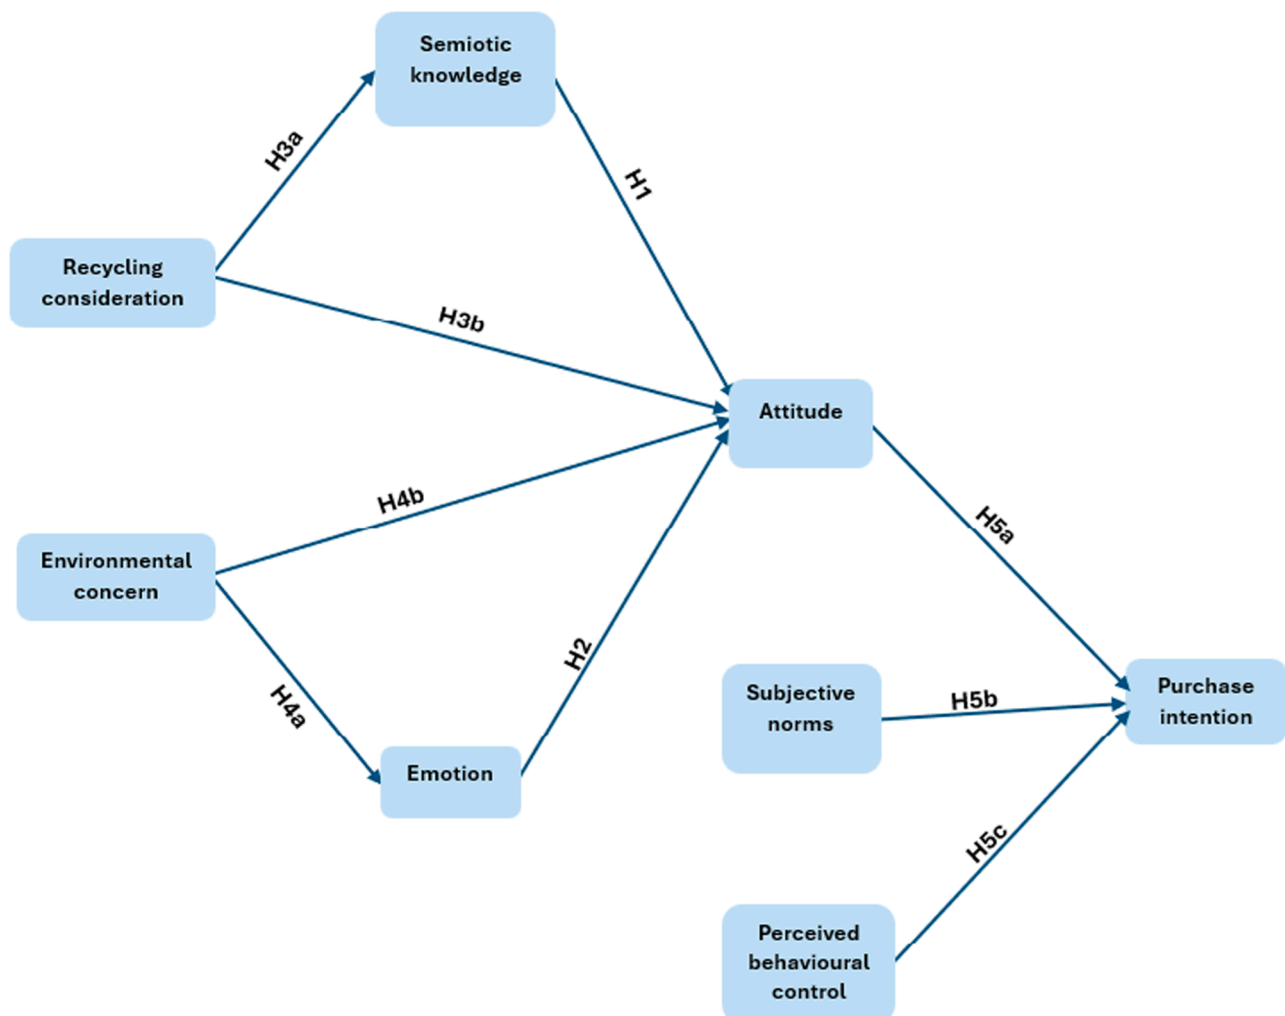 Semiotic
knowledge
H3a
H1
Recycling
consideration
H3b
Attitude
H4b
H5a
Environmental
concern
H2
H4a
Subjective
norms
H5b
Purchase
intention
Emotion
H5c
Perceived
behavioural
control